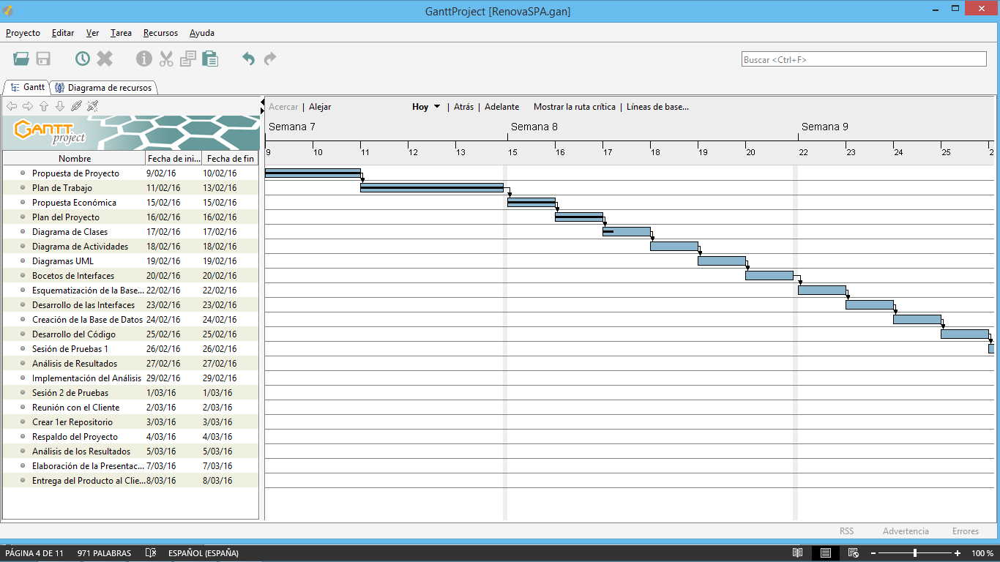 GanttProject [RenovaSPA.gan]
Proyecto Editar Ver Tarea Recursos Ayuda
Buscar <Ctrl+F>
Gantt Diagrama de recursos
Acercar | Alejar Hoy | Atrás | Adelante Mostrar la ruta crítica | Líneas de base...
GANTT project
Semana 7 Semana 8 Semana 9
9 10 11 12 13 15 16 17 18 19 20 22 23 24 25 2
Nombre Fecha de ini... Fecha de fin
Propuesta de Proyecto 9/02/16 10/02/16
Plan de Trabajo 11/02/16 13/02/16
Propuesta Económica 15/02/16 15/02/16
Plan del Proyecto 16/02/16 16/02/16
Diagrama de Clases 17/02/16 17/02/16
Diagrama de Actividades 18/02/16 18/02/16
Diagramas UML 19/02/16 19/02/16
Bocetos de Interfaces 20/02/16 20/02/16
Esquematización de la Base... 22/02/16 22/02/16
Desarrollo de las Interfaces 23/02/16 23/02/16
Creación de la Base de Datos 24/02/16 24/02/16
Desarrollo del Código 25/02/16 25/02/16
Sesión de Pruebas 1 26/02/16 26/02/16
Análisis de Resultados 27/02/16 27/02/16
Implementación del Análisis 29/02/16 29/02/16
Sesión 2 de Pruebas 1/03/16 1/03/16
Reunión con el Cliente 2/03/16 2/03/16
Crear 1er Repositorio 3/03/16 3/03/16
Respaldo del Proyecto 4/03/16 4/03/16
Análisis de los Resultados 5/03/16 5/03/16
Elaboración de la Presentac... 7/03/16 7/03/16
Entrega del Producto al Clie... 8/03/16 8/03/16
RSS Advertencia Errores
PÁGINA 4 DE 11 971 PALABRAS ESPAÑOL (ESPAÑA) 100 %